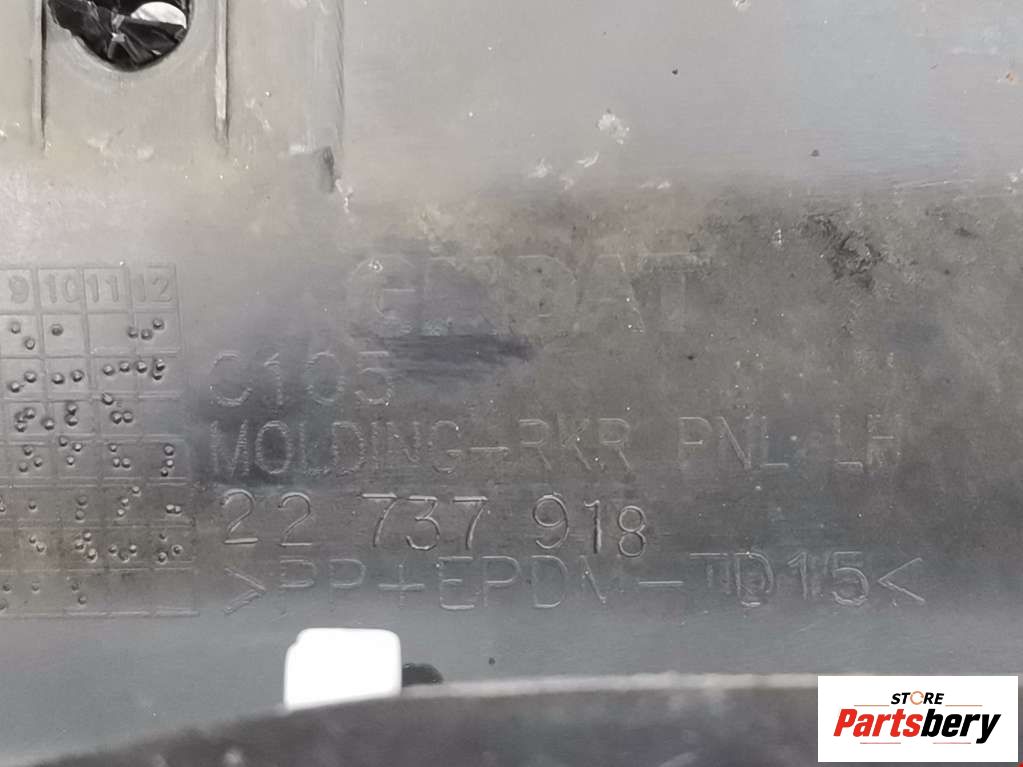 9 10 11 12
C105
MOLDING-RKR PNL LH
22 737 918
>PP+EPDM-TD15<
STORE
Partsbery